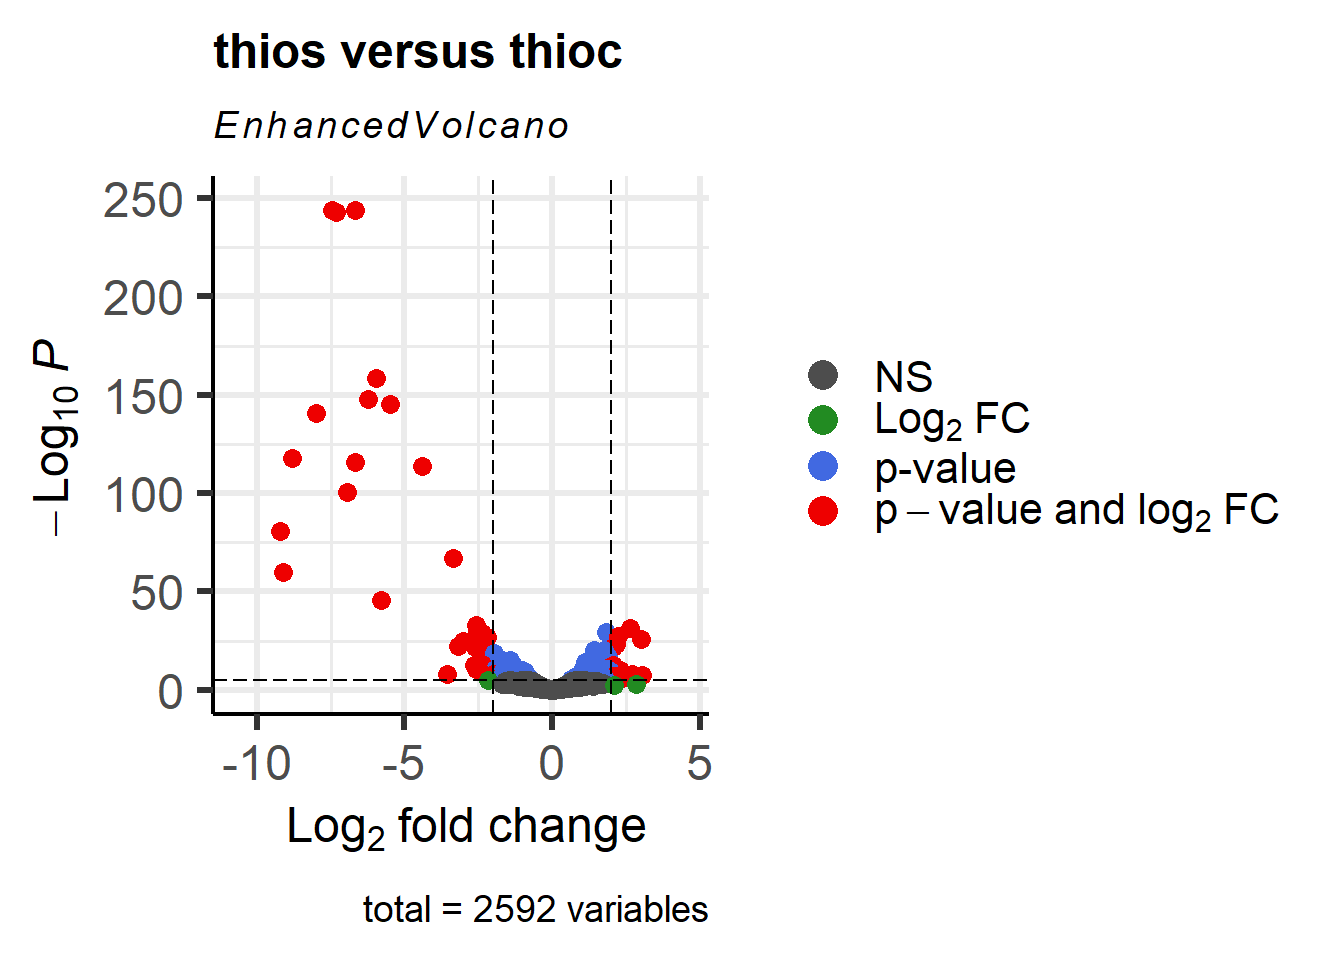 thios versus thioc
EnhancedVolcano
250
200
150
100
50
0
−Log₁₀ P
-10 -5 0 5
Log₂ fold change
NS
Log₂ FC
p-value
p − value and log₂ FC
total = 2592 variables